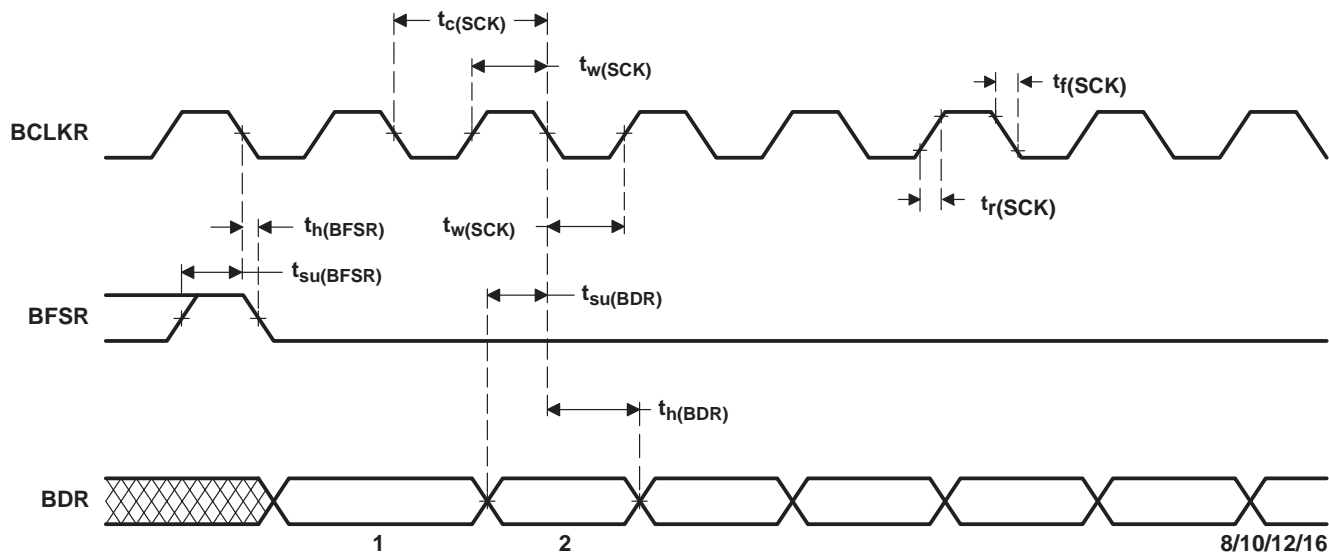 tc(SCK)
tw(SCK)
tf(SCK)
BCLKR
tr(SCK)
th(BFSR)
tw(SCK)
tsu(BFSR)
tsu(BDR)
BFSR
th(BDR)
BDR
1 2 8/10/12/16